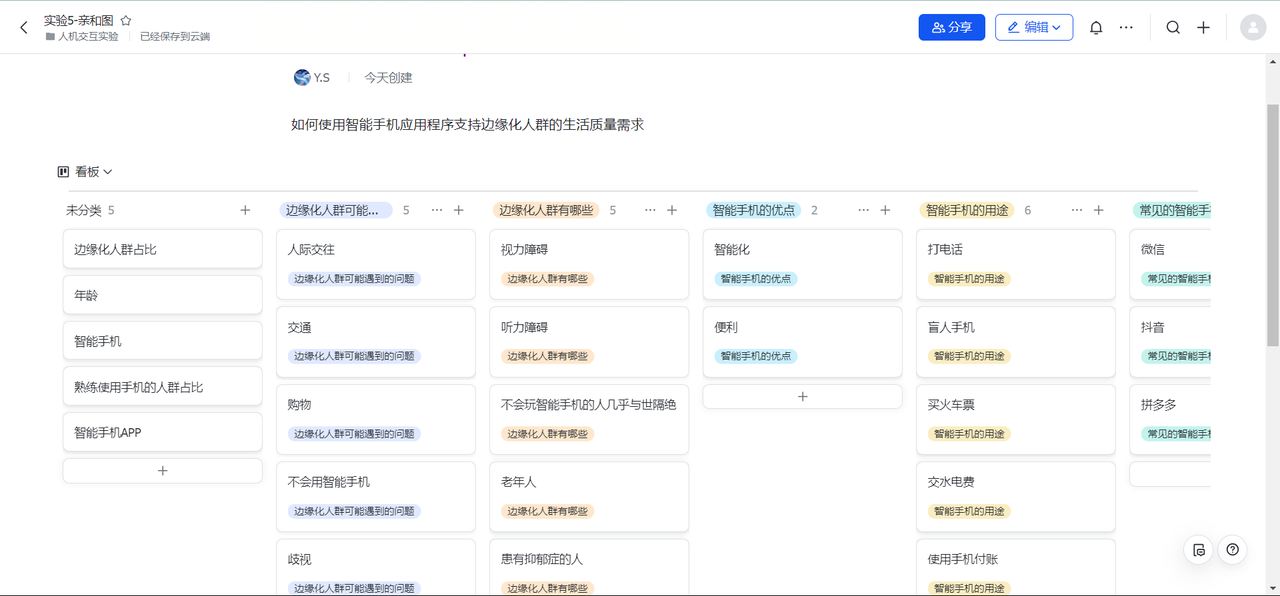 实验5-亲和图
人机交互实验 已经保存到云端
分享
编辑
Y.S 今天创建
如何使用智能手机应用程序支持边缘化人群的生活质量需求
看板
未分类 5
边缘化人群占比
年龄
智能手机
熟练使用手机的人群占比
智能手机APP
边缘化人群可能... 5
人际交往
边缘化人群可能遇到的问题
交通
边缘化人群可能遇到的问题
购物
边缘化人群可能遇到的问题
不会用智能手机
边缘化人群可能遇到的问题
歧视
边缘化人群可能遇到的问题
边缘化人群有哪些 5
视力障碍
边缘化人群有哪些
听力障碍
边缘化人群有哪些
不会玩智能手机的人几乎与世隔绝
边缘化人群有哪些
老年人
边缘化人群有哪些
患有抑郁症的人
边缘化人群有哪些
智能手机的优点 2
智能化
智能手机的优点
便利
智能手机的优点
智能手机的用途 6
打电话
智能手机的用途
盲人手机
智能手机的用途
买火车票
智能手机的用途
交水电费
智能手机的用途
使用手机付账
智能手机的用途
常见的智能手
微信
常见的智能手
抖音
常见的智能手
拼多多
常见的智能手